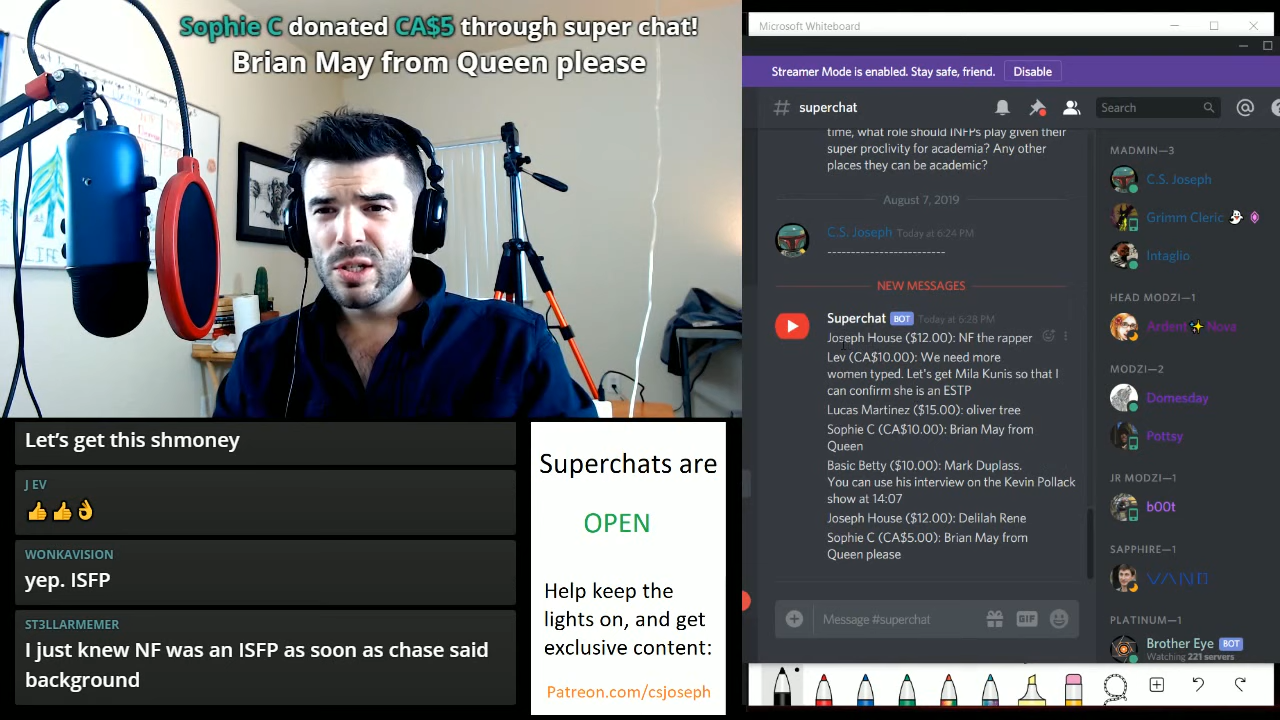 Sophie C donated CA$5 through super chat!
Brian May from Queen please
LIFE
Let's get this shmoney
J EV
👍👍👌
WONKAVISION
yep. ISFP
ST3LLARMEMER
I just knew NF was an ISFP as soon as chase said
background
Superchats are
OPEN
Help keep the
lights on, and get
exclusive content:
Patreon.com/csjoseph
Microsoft Whiteboard
Streamer Mode is enabled. Stay safe, friend. Disable
# superchat
Search
time, what role should INFPs play given their
super proclivity for academia? Any other
places they can be academic?
August 7, 2019
C.S. Joseph Today at 6:24 PM
-------------------------
NEW MESSAGES
Superchat BOT Today at 6:28 PM
Joseph House ($12.00): NF the rapper
Lev (CA$10.00): We need more
women typed. Let's get Mila Kunis so that I
can confirm she is an ESTP
Lucas Martinez ($15.00): oliver tree
Sophie C (CA$10.00): Brian May from
Queen
Basic Betty ($10.00): Mark Duplass.
You can use his interview on the Kevin Pollack
show at 14:07
Joseph House ($12.00): Delilah Rene
Sophie C (CA$5.00): Brian May from
Queen please
Message #superchat
GIF
MADMIN—3
C.S. Joseph
Grimm Cleric
Intaglio
HEAD MODZI—1
Ardent ✨ Nova
MODZI—2
Domesday
Pottsy
JR MODZI—1
b00t
SAPPHIRE—1
PLATINUM—1
Brother Eye BOT
Watching 221 servers